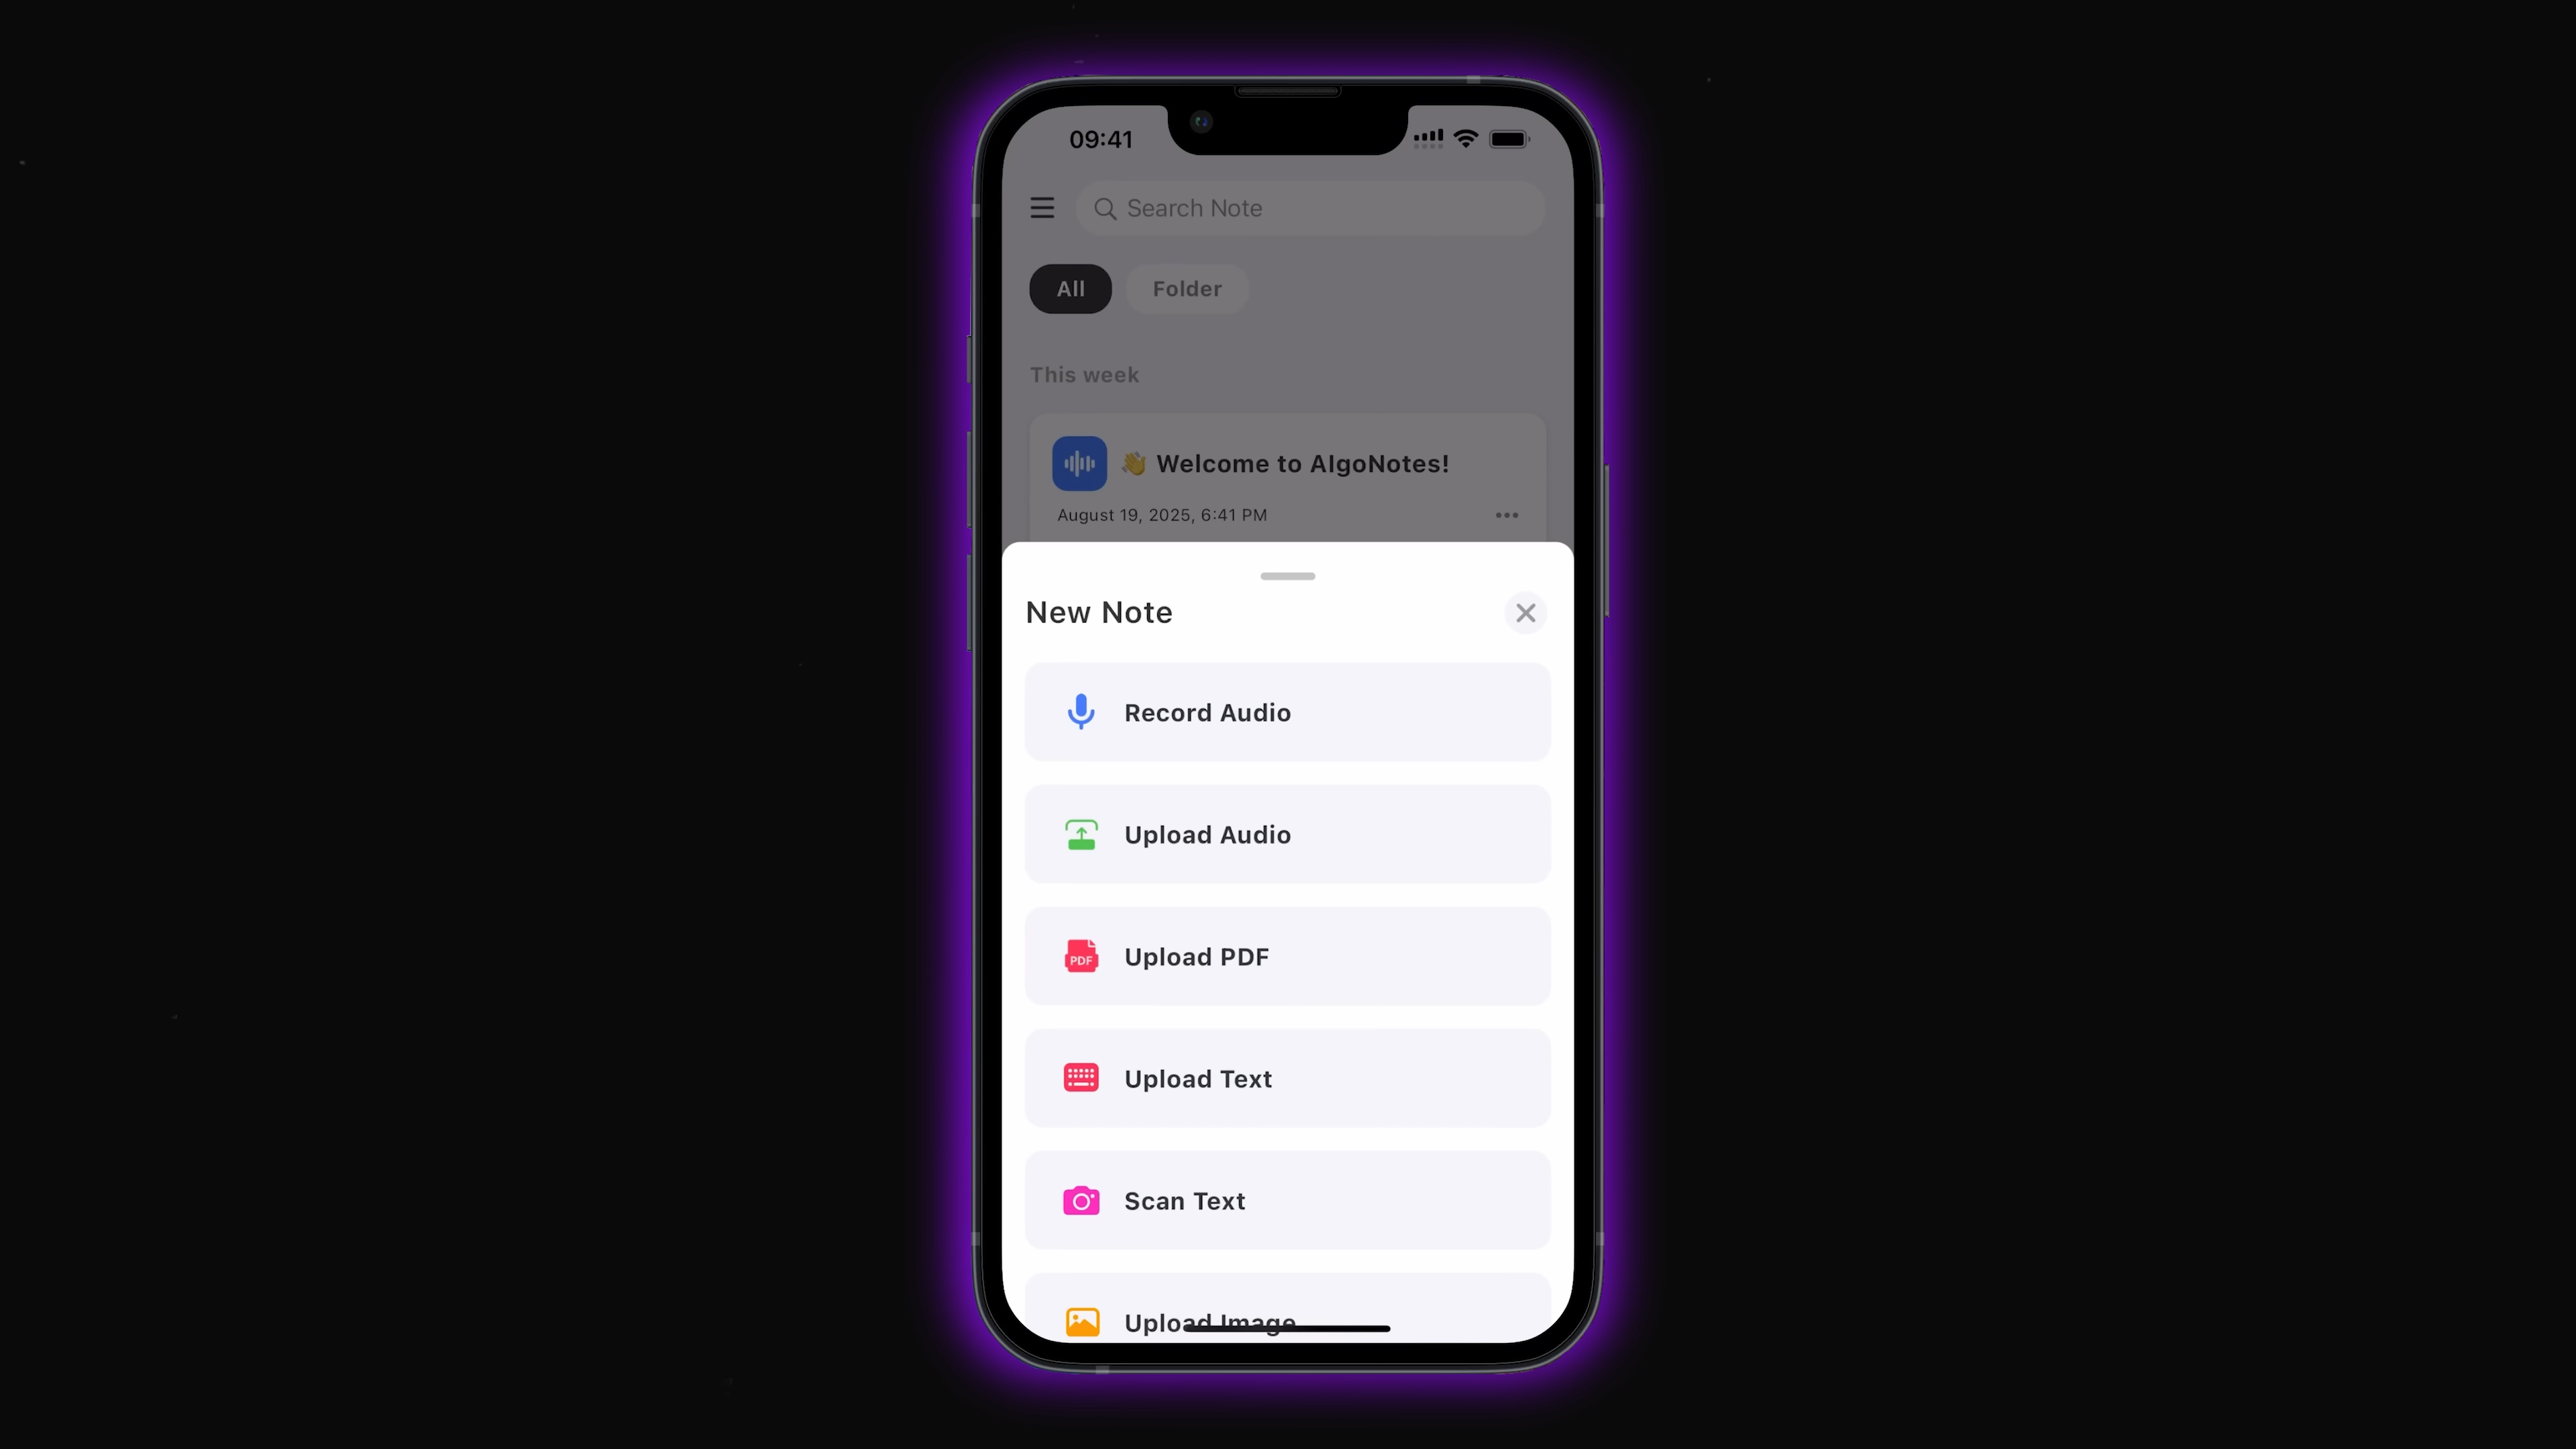 09:41
Search Note
All
Folder
This week
👋 Welcome to AIgoNotes!
August 19, 2025, 6:41 PM
New Note
Record Audio
Upload Audio
PDF
Upload PDF
Upload Text
Scan Text
Upload Image